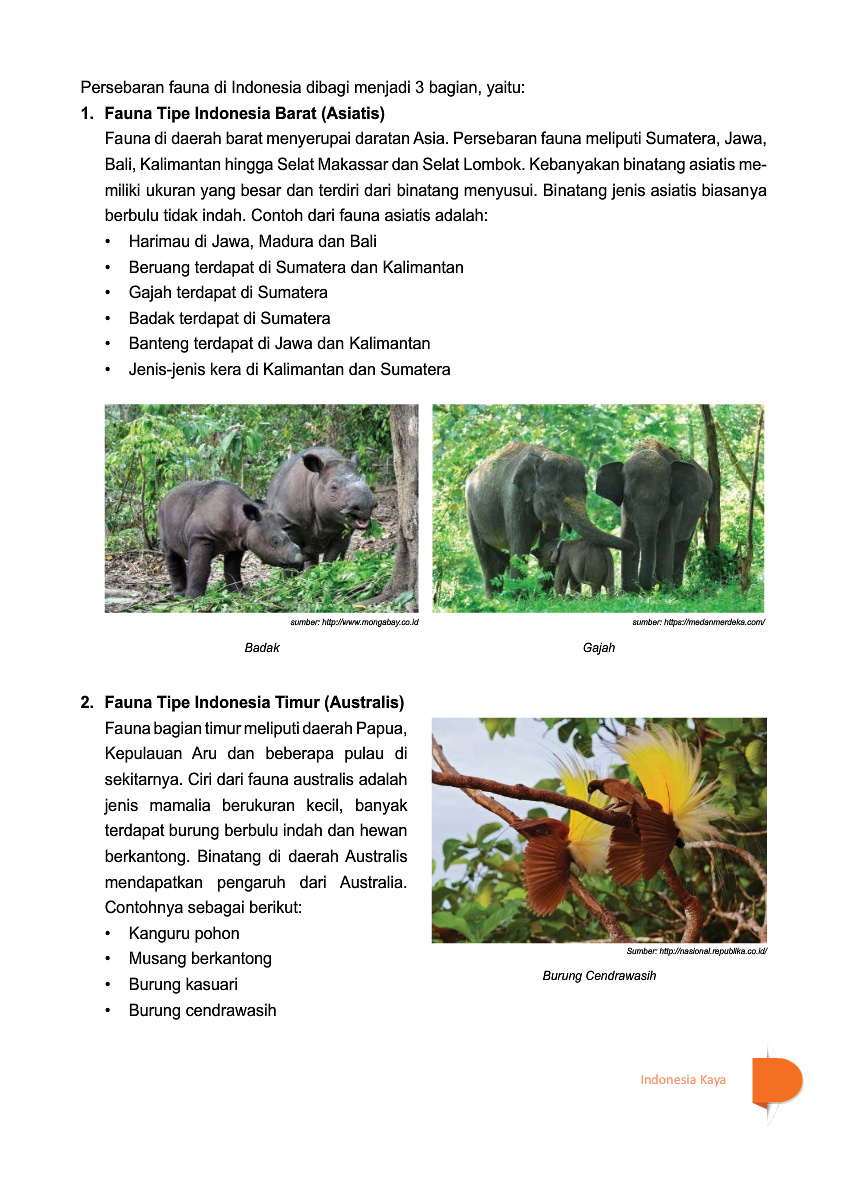 Persebaran fauna di Indonesia dibagi menjadi 3 bagian, yaitu:
1. Fauna Tipe Indonesia Barat (Asiatis)
Fauna di daerah barat menyerupai daratan Asia. Persebaran fauna meliputi Sumatera, Jawa,
Bali, Kalimantan hingga Selat Makassar dan Selat Lombok. Kebanyakan binatang asiatis me-
miliki ukuran yang besar dan terdiri dari binatang menyusui. Binatang jenis asiatis biasanya
berbulu tidak indah. Contoh dari fauna asiatis adalah:
• Harimau di Jawa, Madura dan Bali
• Beruang terdapat di Sumatera dan Kalimantan
• Gajah terdapat di Sumatera
• Badak terdapat di Sumatera
• Banteng terdapat di Jawa dan Kalimantan
• Jenis-jenis kera di Kalimantan dan Sumatera
sumber: http://www.mongabay.co.id
Badak
sumber: https://medanmerdeka.com/
Gajah
2. Fauna Tipe Indonesia Timur (Australis)
Fauna bagian timur meliputi daerah Papua,
Kepulauan Aru dan beberapa pulau di
sekitarnya. Ciri dari fauna australis adalah
jenis mamalia berukuran kecil, banyak
terdapat burung berbulu indah dan hewan
berkantong. Binatang di daerah Australis
mendapatkan pengaruh dari Australia.
Contohnya sebagai berikut:
• Kanguru pohon
• Musang berkantong
• Burung kasuari
• Burung cendrawasih
Sumber: http://nasional.republika.co.id/
Burung Cendrawasih
Indonesia Kaya